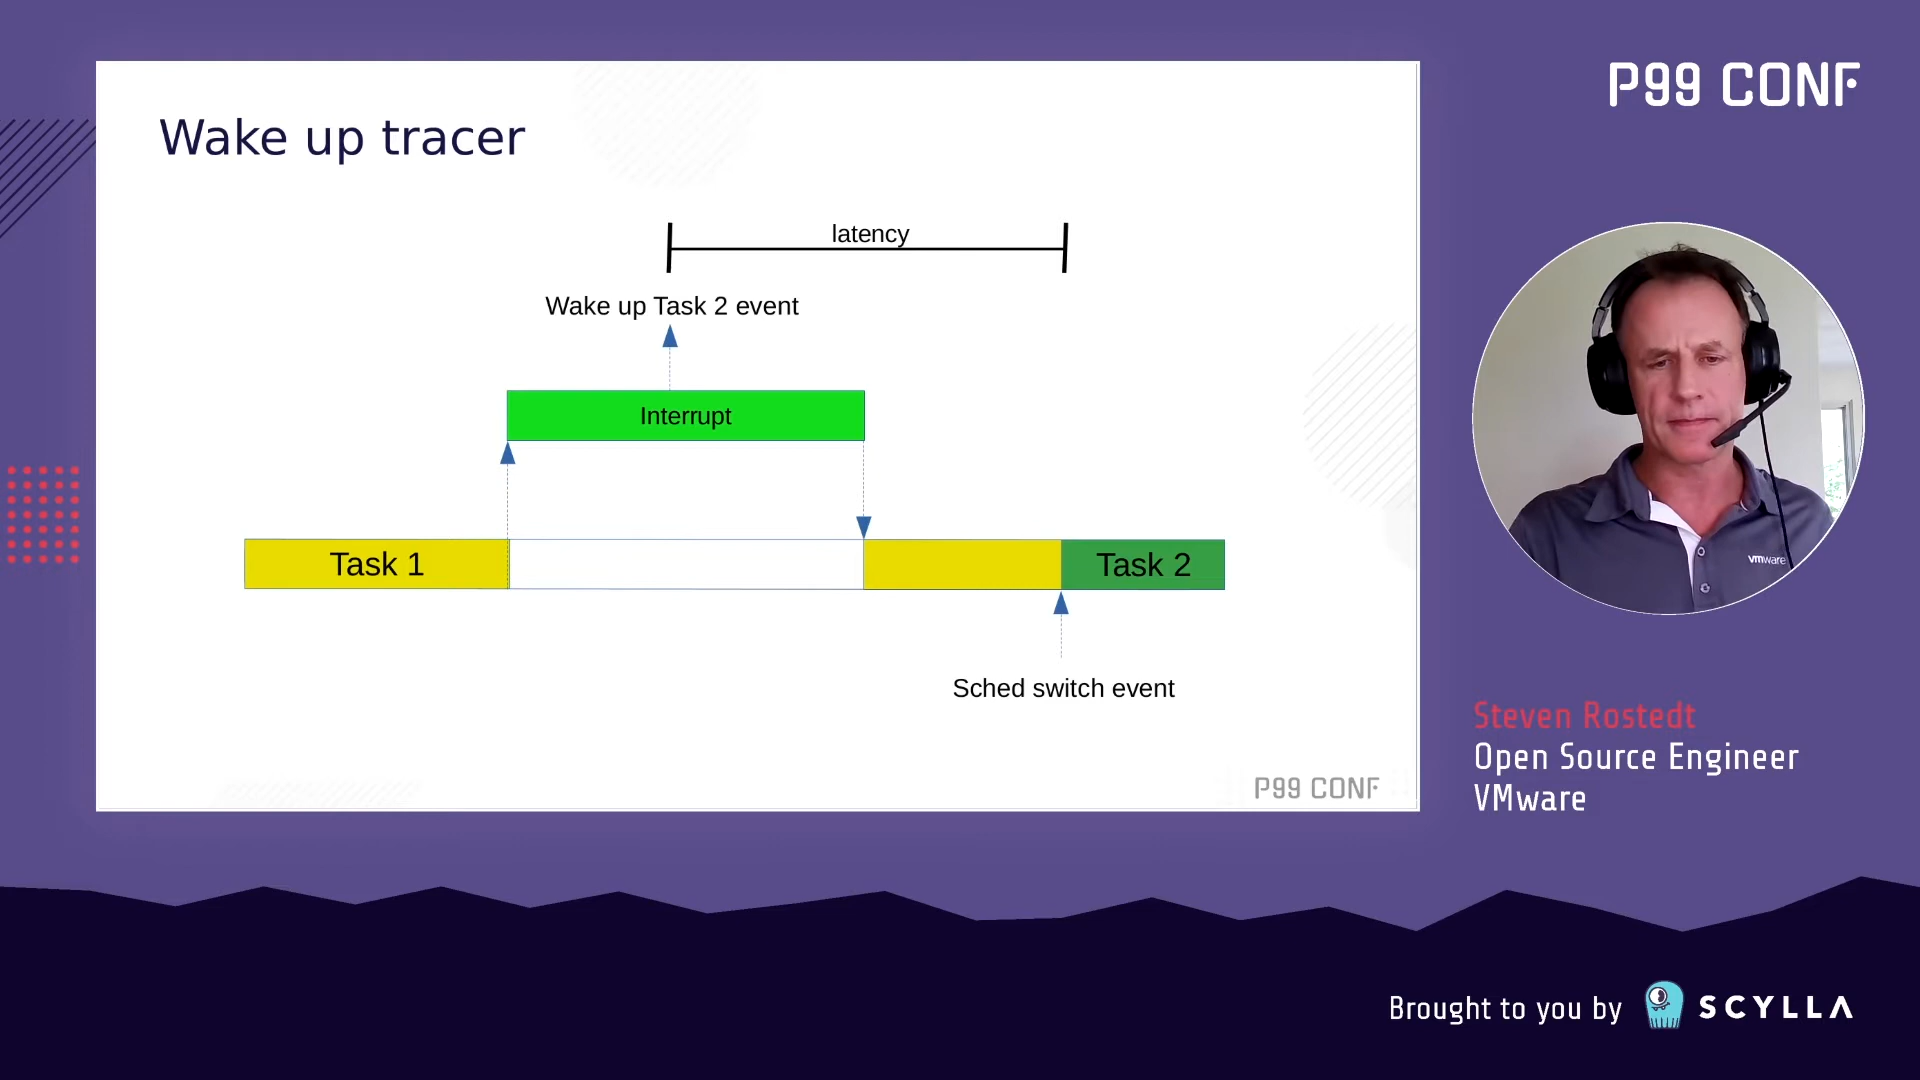 P99 CONF
Wake up tracer
latency
Wake up Task 2 event
Interrupt
Task 1
Task 2
Sched switch event
P99 CONF
vmware
Steven Rostedt
Open Source Engineer
VMware
Brought to you by SCYLLA